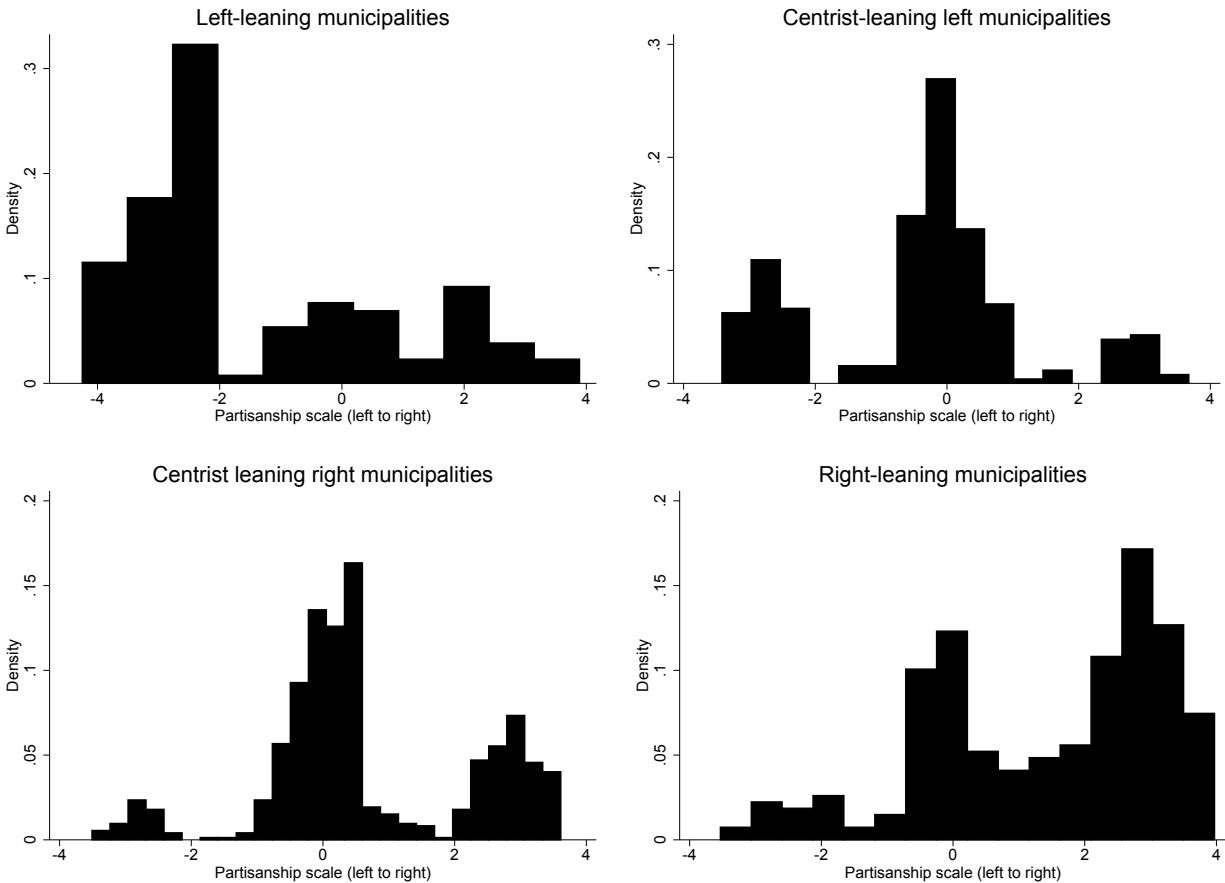 Left-leaning municipalities
Density
0 .1 .2 .3
-4 -2 0 2 4
Partisanship scale (left to right)
Centrist-leaning left municipalities
Density
0 .1 .2 .3
-4 -2 0 2 4
Partisanship scale (left to right)
Centrist leaning right municipalities
Density
0 .05 .1 .15 .2
-4 -2 0 2 4
Partisanship scale (left to right)
Right-leaning municipalities
Density
0 .05 .1 .15 .2
-4 -2 0 2 4
Partisanship scale (left to right)